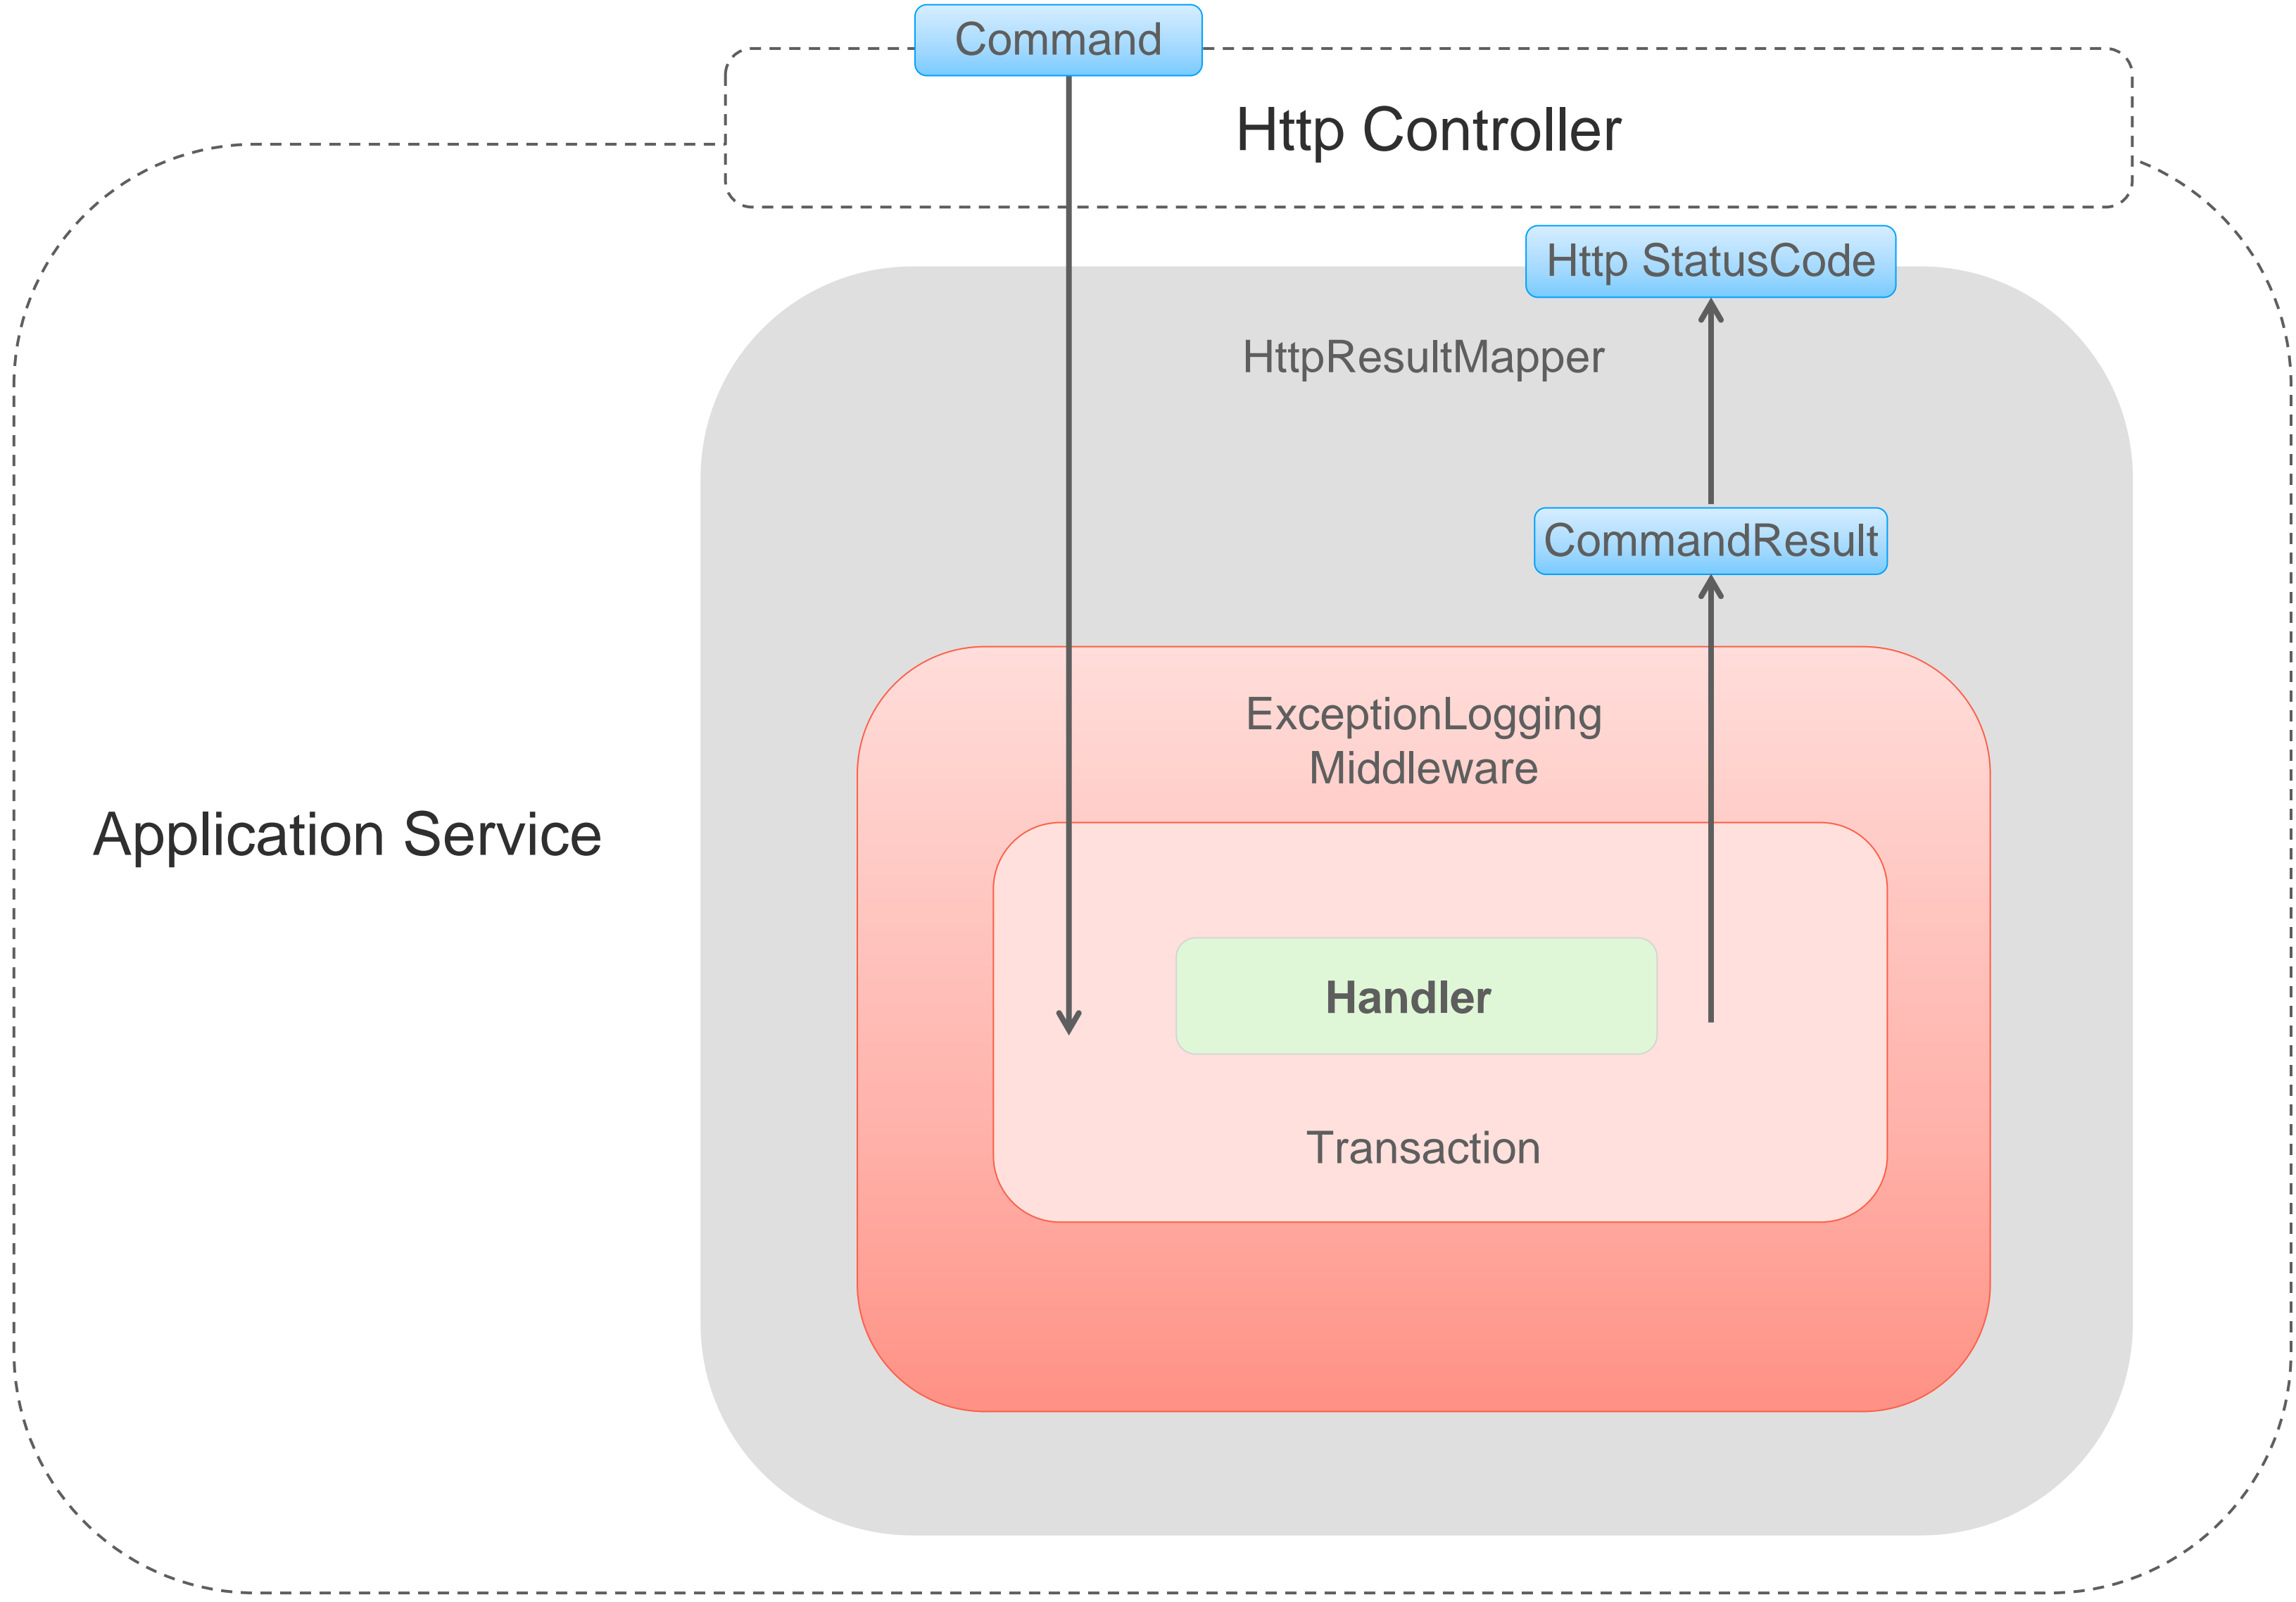 Command
Http Controller
Http StatusCode
HttpResultMapper
CommandResult
ExceptionLogging
Middleware
Application Service
Handler
Transaction